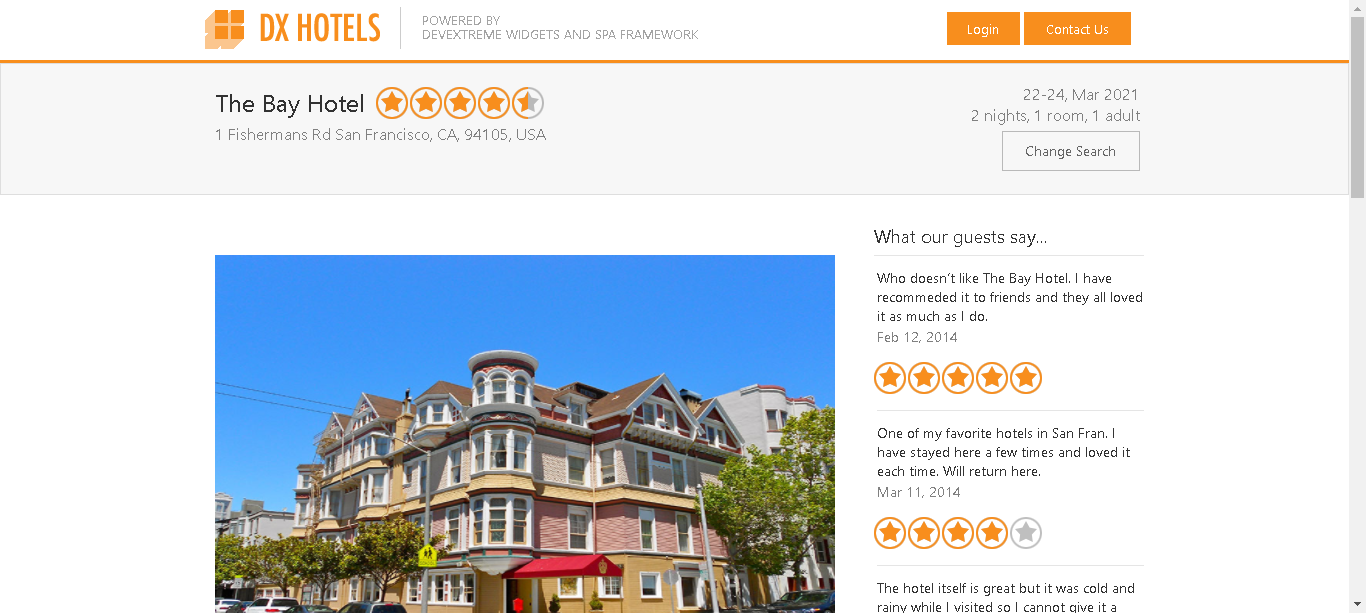 DX HOTELS
POWERED BY
DEVEXTREME WIDGETS AND SPA FRAMEWORK
Login
Contact Us
The Bay Hotel
1 Fishermans Rd San Francisco, CA, 94105, USA
22-24, Mar 2021
2 nights, 1 room, 1 adult
Change Search
What our guests say...
Who doesn't like The Bay Hotel. I have
recommeded it to friends and they all loved
it as much as I do.
Feb 12, 2014
One of my favorite hotels in San Fran. I
have stayed here a few times and loved it
each time. Will return here.
Mar 11, 2014
The hotel itself is great but it was cold and
rainy while I visited so I cannot give it a